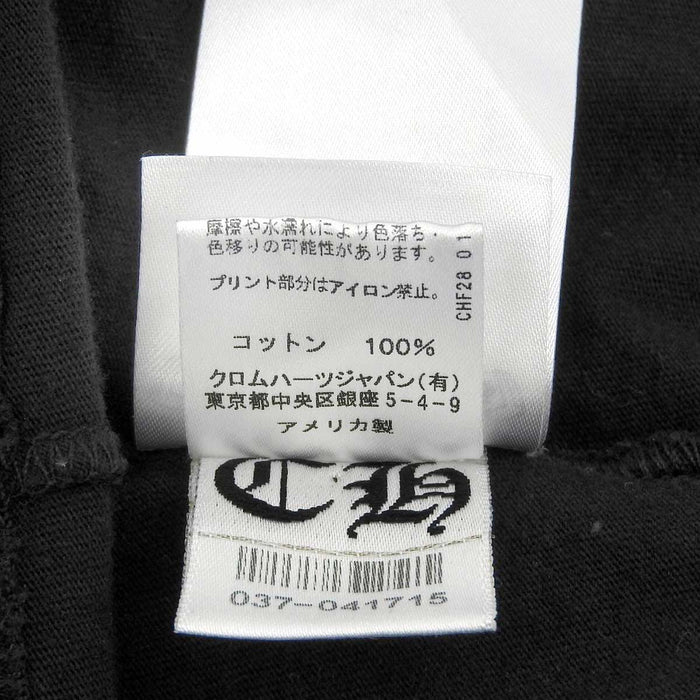 摩擦や水濡れにより色落ち・
色移りの可能性があります。
プリント部分はアイロン禁止。
CHF28 0 1
コットン 100%
クロムハーツジャパン(有)
東京都中央区銀座5-4-9
アメリカ製
CH
037-041715